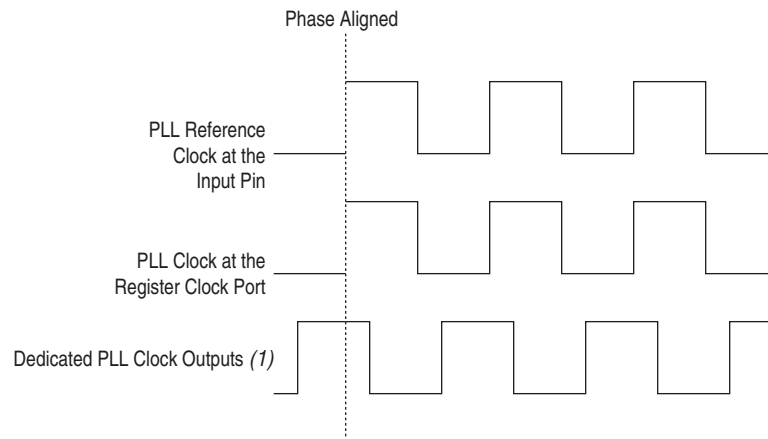 Phase Aligned
PLL Reference
Clock at the
Input Pin
PLL Clock at the
Register Clock Port
Dedicated PLL Clock Outputs (1)